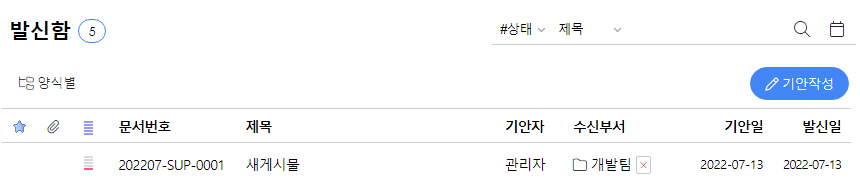 발신함 5
#상태 제목
양식별
기안작성
문서번호 제목 기안자 수신부서 기안일 발신일
202207-SUP-0001 새게시물 관리자 개발팀 2022-07-13 2022-07-13